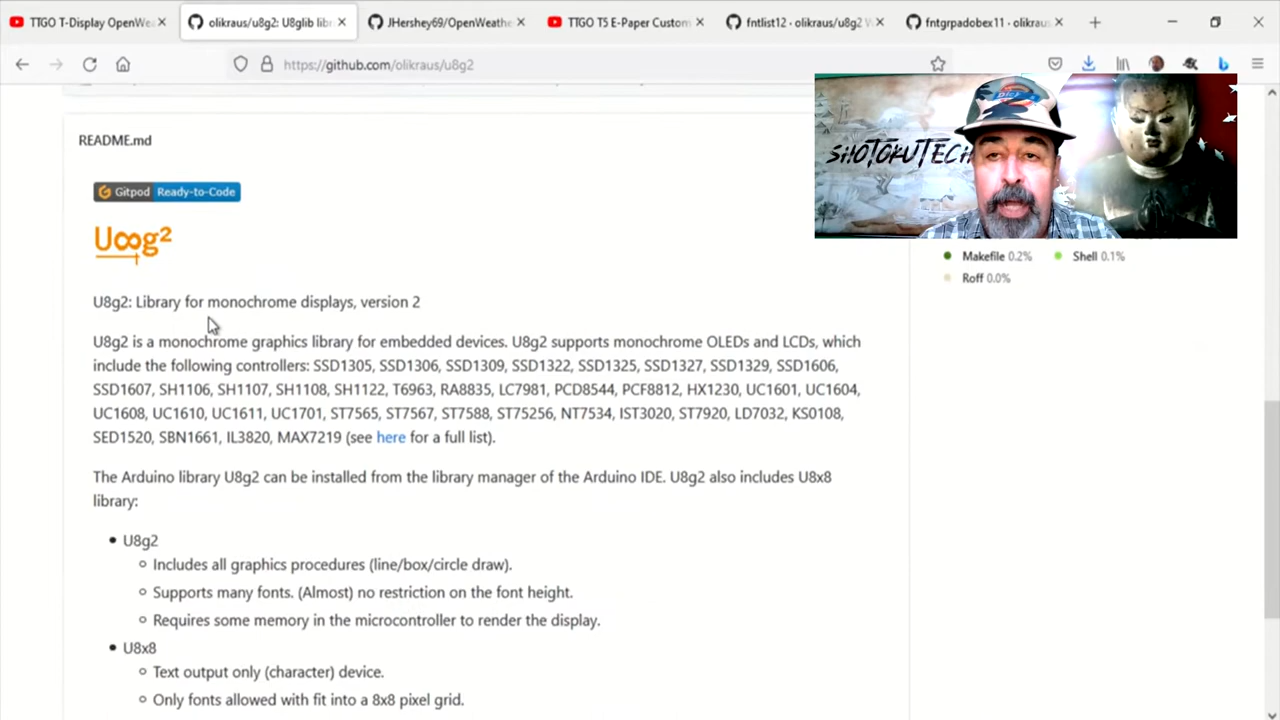 TTGO T-Display OpenWe
olikraus/u8g2: U8glib libr
JHershey69/OpenWeathe
TTGO T5 E-Paper Custom
fntlist12 · olikraus/u8g2 W
fntgrpadobex11 · olikraus
https://github.com/olikraus/u8g2
README.md
Gitpod Ready-to-Code
U8g2
SHOTOKUTECH
Makefile 0.2% Shell 0.1%
Roff 0.0%
U8g2: Library for monochrome displays, version 2
U8g2 is a monochrome graphics library for embedded devices. U8g2 supports monochrome OLEDs and LCDs, which
include the following controllers: SSD1305, SSD1306, SSD1309, SSD1322, SSD1325, SSD1327, SSD1329, SSD1606,
SSD1607, SH1106, SH1107, SH1108, SH1122, T6963, RA8835, LC7981, PCD8544, PCF8812, HX1230, UC1601, UC1604,
UC1608, UC1610, UC1611, UC1701, ST7565, ST7567, ST7588, ST75256, NT7534, IST3020, ST7920, LD7032, KS0108,
SED1520, SBN1661, IL3820, MAX7219 (see here for a full list).
The Arduino library U8g2 can be installed from the library manager of the Arduino IDE. U8g2 also includes U8x8
library:
U8g2
Includes all graphics procedures (line/box/circle draw).
Supports many fonts. (Almost) no restriction on the font height.
Requires some memory in the microcontroller to render the display.
U8x8
Text output only (character) device.
Only fonts allowed with fit into a 8x8 pixel grid.